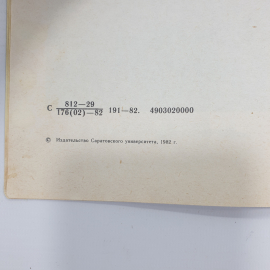 С 812—29
176(02)—82 191—82. 4903020000
© Издательство Саратовского университета, 1982 г.